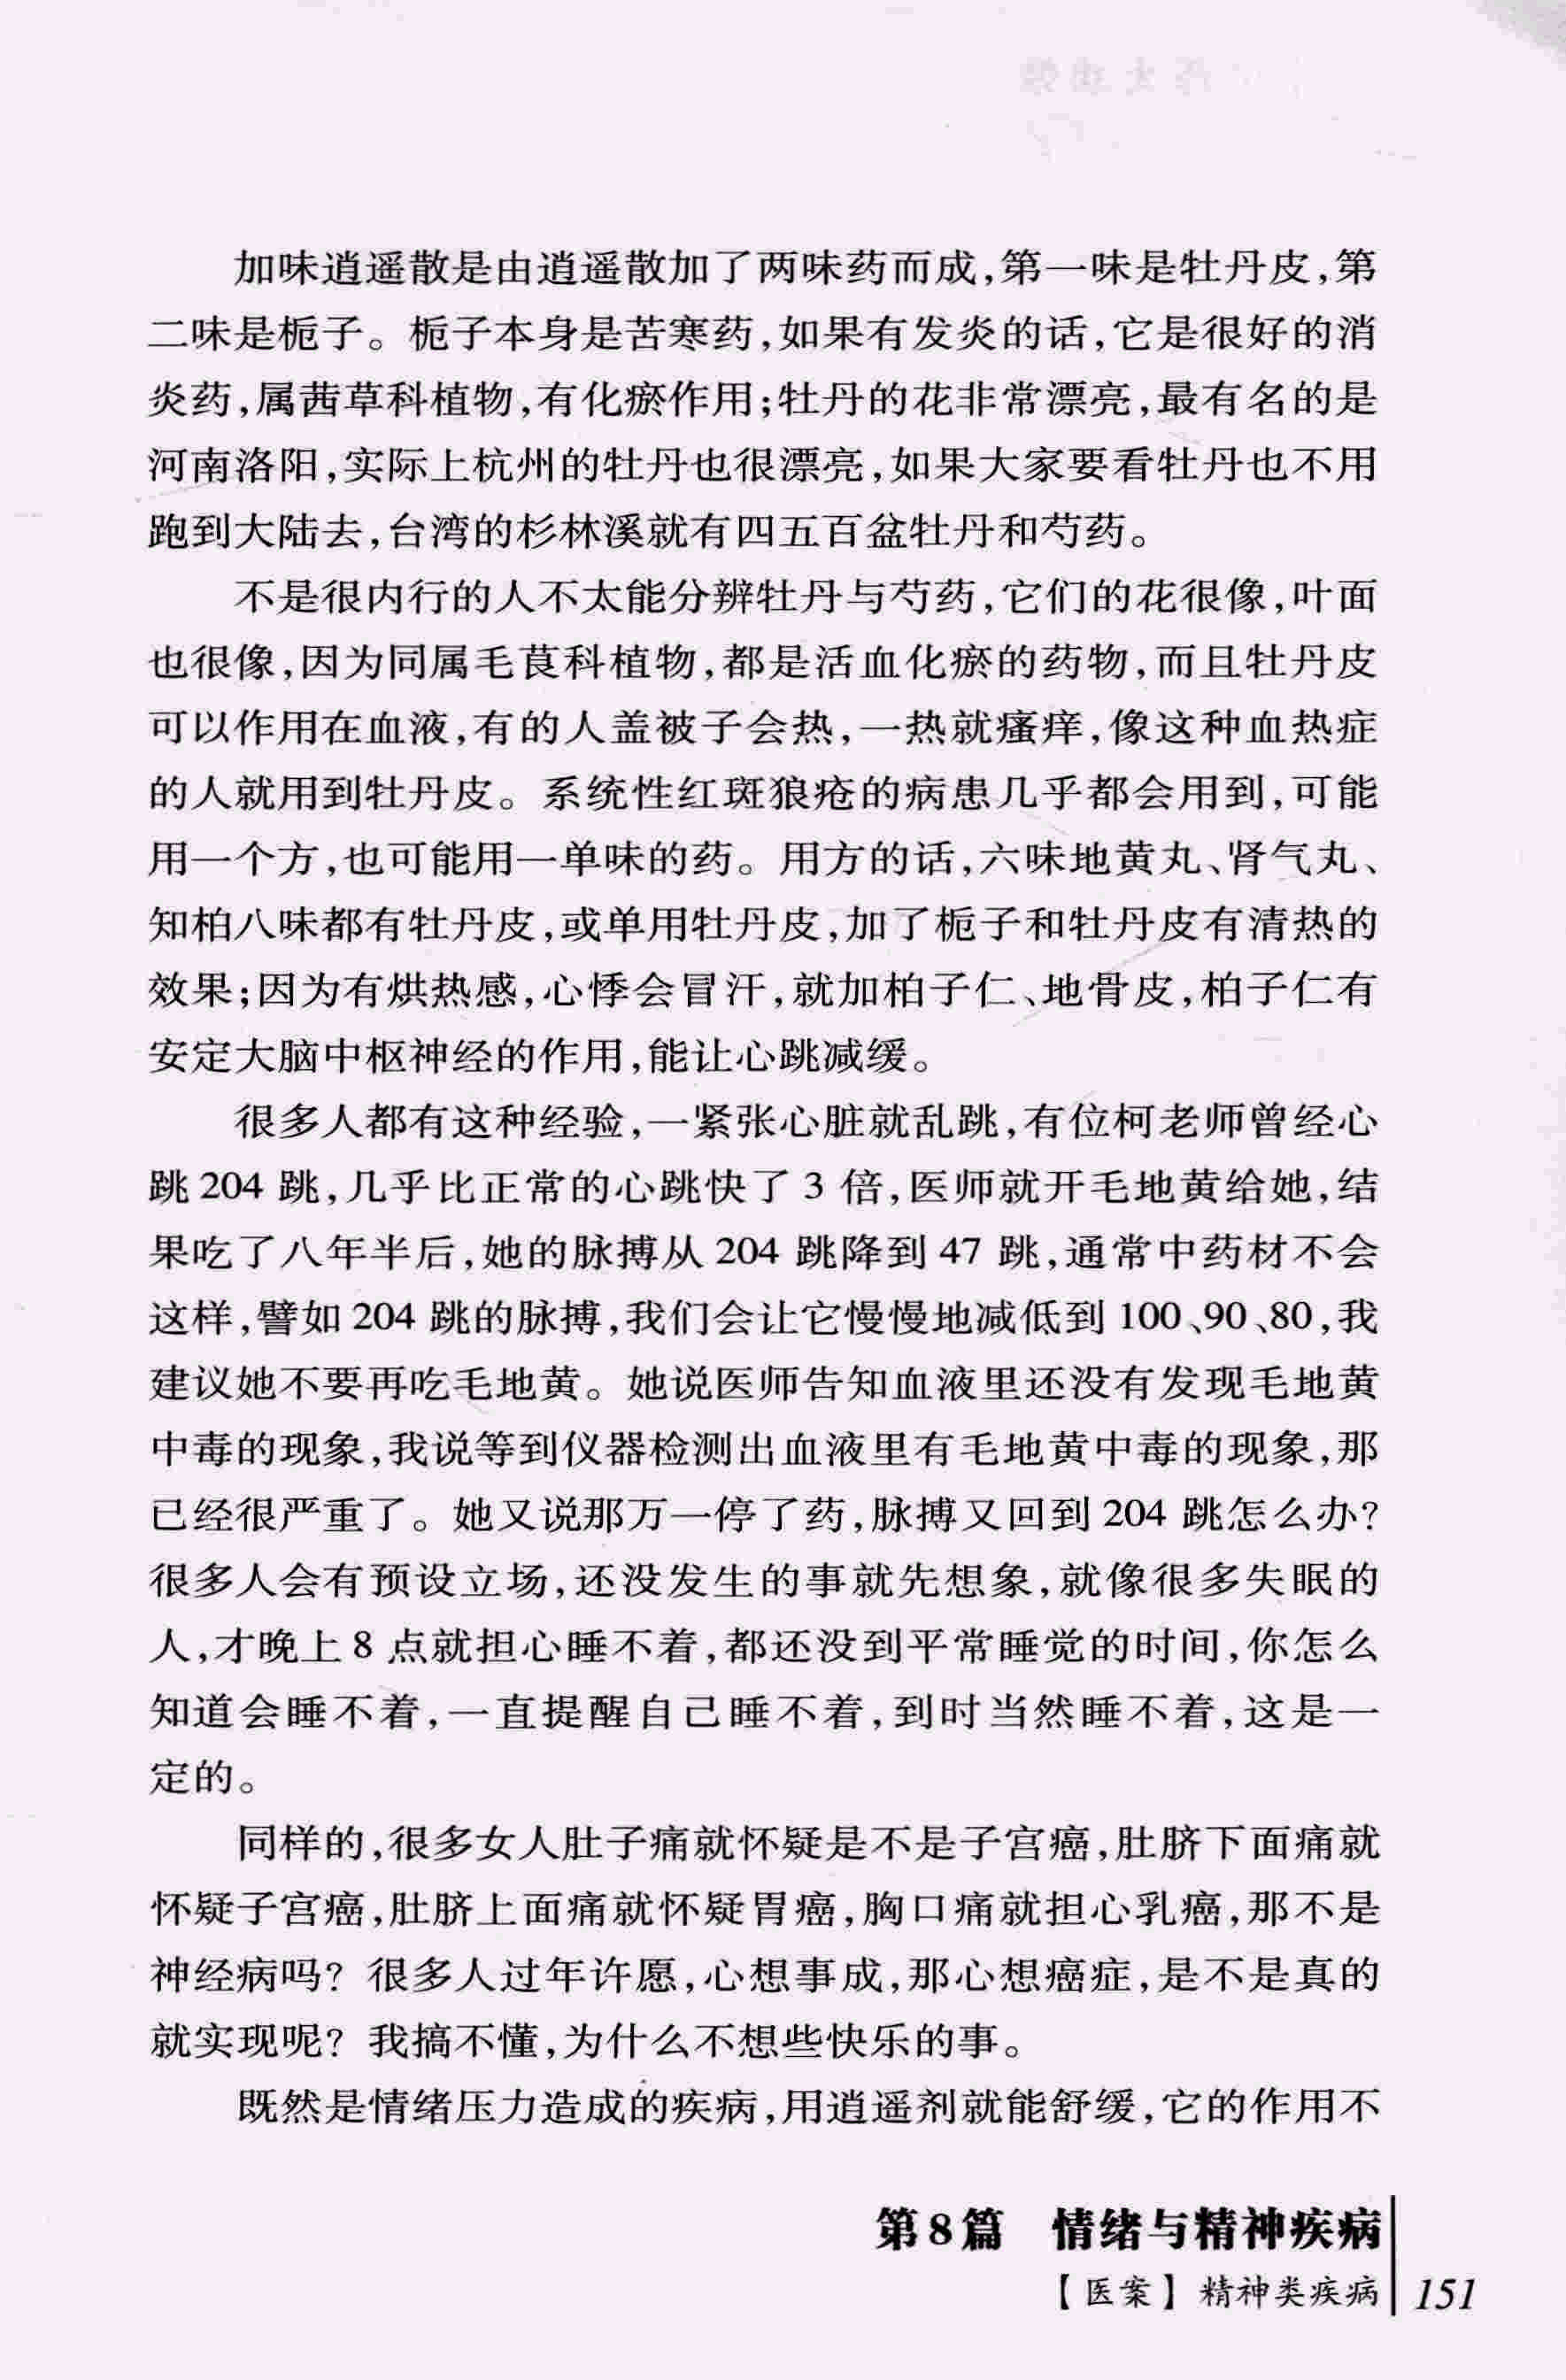 加味逍遥散是由逍遥散加了两味药而成,第一味是牡丹皮,第
二味是栀子。栀子本身是苦寒药,如果有发炎的话,它是很好的消
炎药,属茜草科植物,有化瘀作用;牡丹的花非常漂亮,最有名的是
河南洛阳,实际上杭州的牡丹也很漂亮,如果大家要看牡丹也不用
跑到大陆去,台湾的杉林溪就有四五百盆牡丹和芍药。
不是很内行的人不太能分辨牡丹与芍药,它们的花很像,叶面
也很像,因为同属毛茛科植物,都是活血化瘀的药物,而且牡丹皮
可以作用在血液,有的人盖被子会热,一热就瘙痒,像这种血热症
的人就用到牡丹皮。系统性红斑狼疮的病患几乎都会用到,可能
用一个方,也可能用一单味的药。用方的话,六味地黄丸、肾气丸、
知柏八味都有牡丹皮,或单用牡丹皮,加了栀子和牡丹皮有清热的
效果;因为有烘热感,心悸会冒汗,就加柏子仁、地骨皮,柏子仁有
安定大脑中枢神经的作用,能让心跳减缓。
很多人都有这种经验,一紧张心脏就乱跳,有位柯老师曾经心
跳 204 跳,几乎比正常的心跳快了 3 倍,医师就开毛地黄给她,结
果吃了八年半后,她的脉搏从 204 跳降到 47 跳,通常中药材不会
这样,譬如 204 跳的脉搏,我们会让它慢慢地减低到 100、90、80,我
建议她不要再吃毛地黄。她说医师告知血液里还没有发现毛地黄
中毒的现象,我说等到仪器检测出血液里有毛地黄中毒的现象,那
已经很严重了。她又说那万一停了药,脉搏又回到 204 跳怎么办?
很多人会有预设立场,还没发生的事就先想象,就像很多失眠的
人,才晚上 8 点就担心睡不着,都还没到平常睡觉的时间,你怎么
知道会睡不着,一直提醒自己睡不着,到时当然睡不着,这是一
定的。
同样的,很多女人肚子痛就怀疑是不是子宫癌,肚脐下面痛就
怀疑子宫癌,肚脐上面痛就怀疑胃癌,胸口痛就担心乳癌,那不是
神经病吗? 很多人过年许愿,心想事成,那心想癌症,是不是真的
就实现呢? 我搞不懂,为什么不想些快乐的事。
既然是情绪压力造成的疾病,用逍遥剂就能舒缓,它的作用不
第 8 篇 情绪与精神疾病
【医案】精神类疾病 151